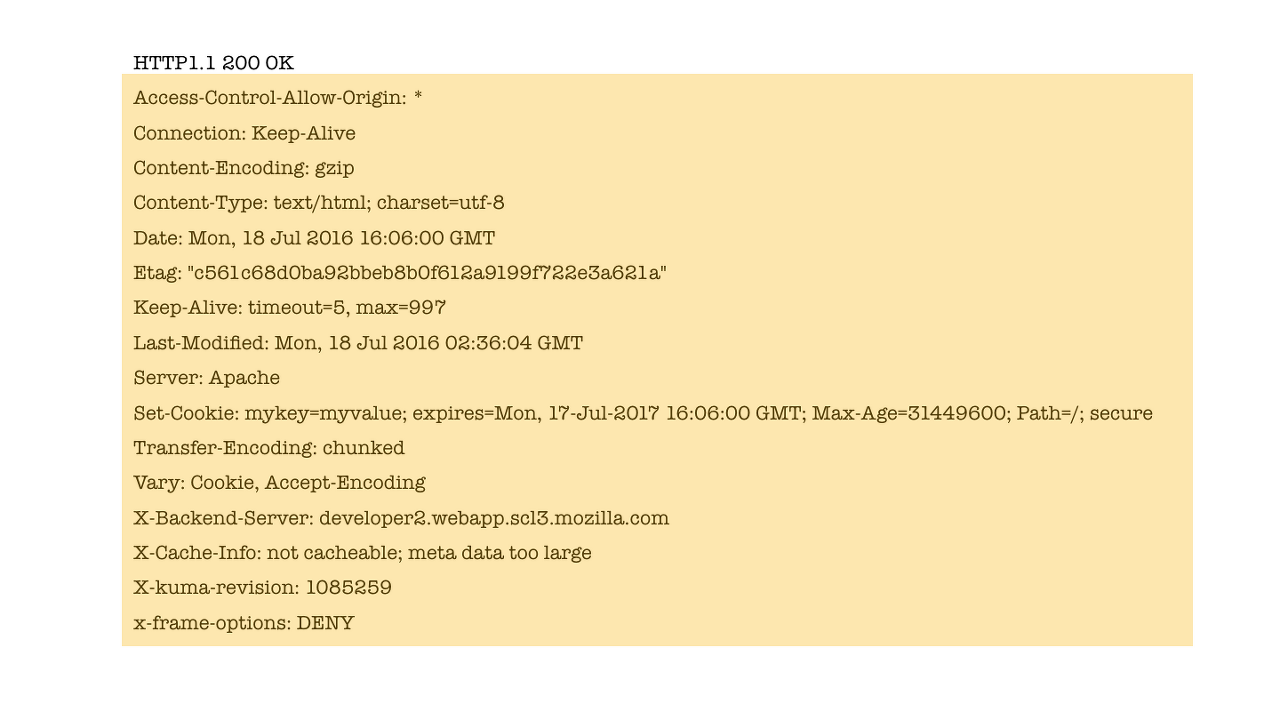 HTTP1.1 200 OK
Access-Control-Allow-Origin: *
Connection: Keep-Alive
Content-Encoding: gzip
Content-Type: text/html; charset=utf-8
Date: Mon, 18 Jul 2016 16:06:00 GMT
Etag: "c561c68d0ba92bbeb8b0f612a9199f722e3a621a"
Keep-Alive: timeout=5, max=997
Last-Modified: Mon, 18 Jul 2016 02:36:04 GMT
Server: Apache
Set-Cookie: mykey=myvalue; expires=Mon, 17-Jul-2017 16:06:00 GMT; Max-Age=31449600; Path=/; secure
Transfer-Encoding: chunked
Vary: Cookie, Accept-Encoding
X-Backend-Server: developer2.webapp.scl3.mozilla.com
X-Cache-Info: not cacheable; meta data too large
X-kuma-revision: 1085259
x-frame-options: DENY